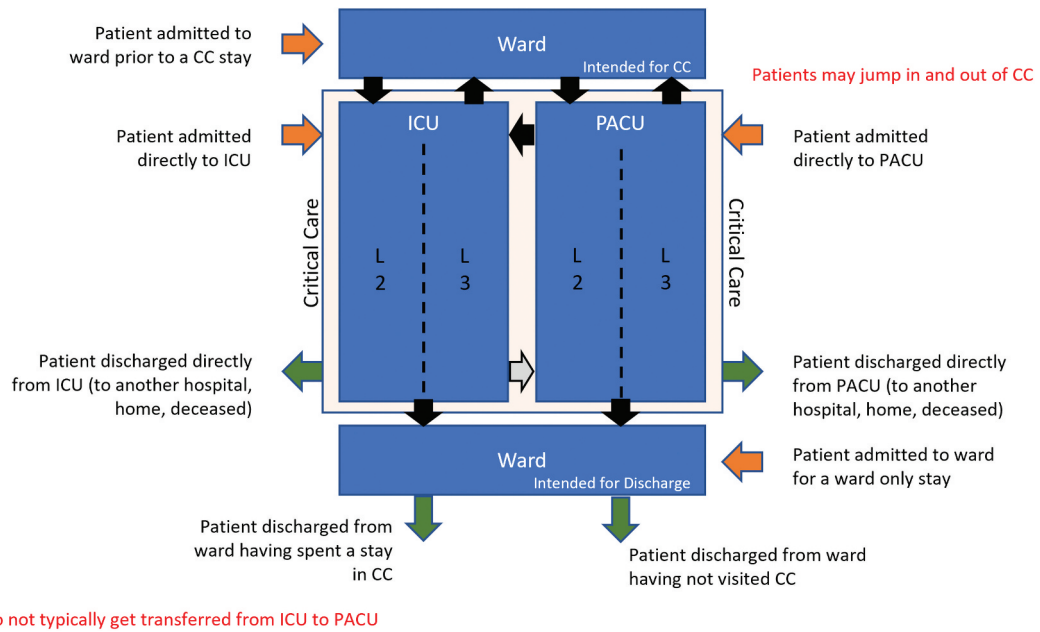 Patient admitted to
ward prior to a CC stay
Ward
Intended for CC
Patients may jump in and out of CC
Patient admitted
directly to ICU
ICU
PACU
Patient admitted
directly to PACU
Critical Care
L
2
L
3
L
2
L
3
Critical Care
Patient discharged directly
from ICU (to another hospital,
home, deceased)
Patient discharged directly
from PACU (to another
hospital, home, deceased)
Ward
Intended for Discharge
Patient admitted to ward
for a ward only stay
Patient discharged from
ward having spent a stay
in CC
Patient discharged from ward
having not visited CC
not typically get transferred from ICU to PACU